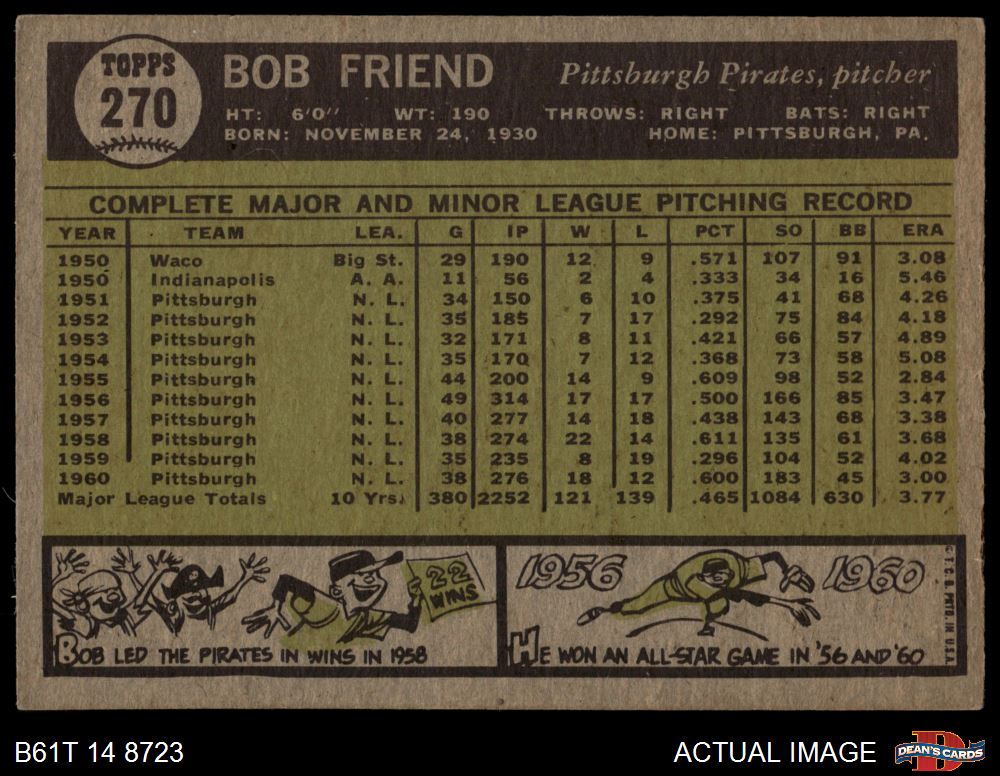 TOPPS
270
BOB FRIEND Pittsburgh Pirates, pitcher
HT: 6'0" WT: 190 THROWS: RIGHT BATS: RIGHT
BORN: NOVEMBER 24, 1930 HOME: PITTSBURGH, PA.
COMPLETE MAJOR AND MINOR LEAGUE PITCHING RECORD
YEAR TEAM LEA. G IP W L PCT SO BB ERA
1950 Waco Big St. 29 190 12 9 .571 107 91 3.08
1950 Indianapolis A. A. 11 56 2 4 .333 34 16 5.46
1951 Pittsburgh N. L. 34 150 6 10 .375 41 68 4.26
1952 Pittsburgh N. L. 35 185 7 17 .292 75 84 4.18
1953 Pittsburgh N. L. 32 171 8 11 .421 66 57 4.89
1954 Pittsburgh N. L. 35 170 7 12 .368 73 58 5.08
1955 Pittsburgh N. L. 44 200 14 9 .609 98 52 2.84
1956 Pittsburgh N. L. 49 314 17 17 .500 166 85 3.47
1957 Pittsburgh N. L. 40 277 14 18 .438 143 68 3.38
1958 Pittsburgh N. L. 38 274 22 14 .611 135 61 3.68
1959 Pittsburgh N. L. 35 235 8 19 .296 104 52 4.02
1960 Pittsburgh N. L. 38 276 18 12 .600 183 45 3.00
Major League Totals 10 Yrs. 380 2252 121 139 .465 1084 630 3.77
22
WINS
BOB LED THE PIRATES IN WINS IN 1958
1956 1960
HE WON AN ALL-STAR GAME IN '56 AND '60
© T.C.G. PRTD. IN U.S.A.
B61T 14 8723 ACTUAL IMAGE
D
DEAN'S CARDS